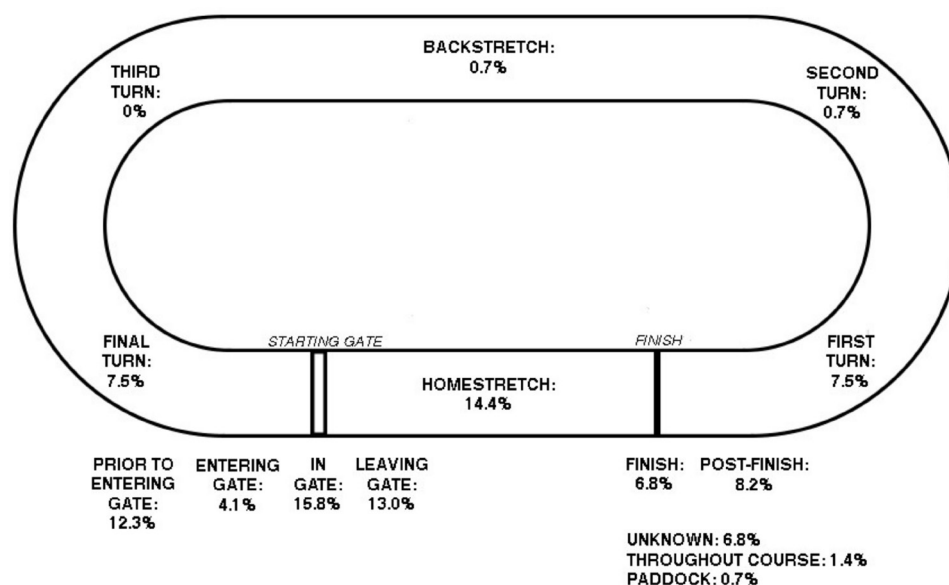 BACKSTRETCH:
0.7%
THIRD
TURN:
0%
SECOND
TURN:
0.7%
FINAL
TURN:
7.5%
STARTING GATE
FINISH
FIRST
TURN:
7.5%
HOMESTRETCH:
14.4%
PRIOR TO
ENTERING
GATE:
12.3%
ENTERING
GATE:
4.1%
IN
GATE:
15.8%
LEAVING
GATE:
13.0%
FINISH:
6.8%
POST-FINISH:
8.2%
UNKNOWN: 6.8%
THROUGHOUT COURSE: 1.4%
PADDOCK: 0.7%